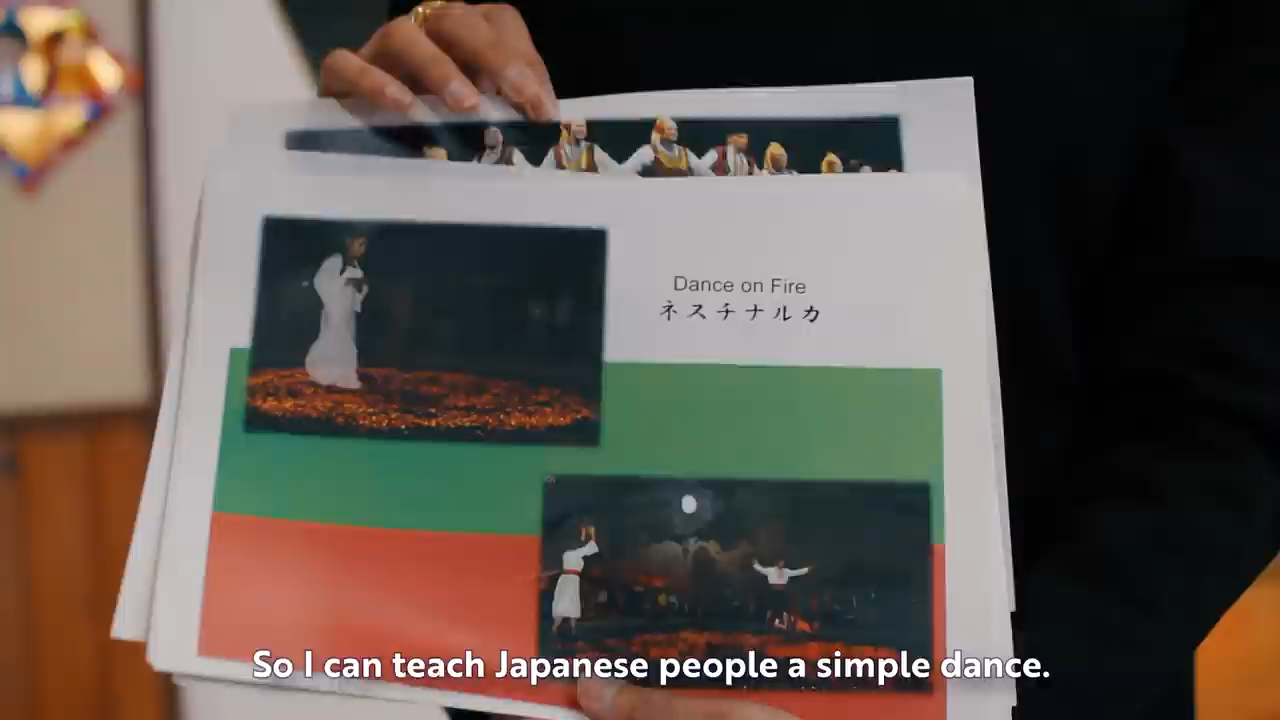 Dance on Fire
ネスチナルカ
So I can teach Japanese people a simple dance.